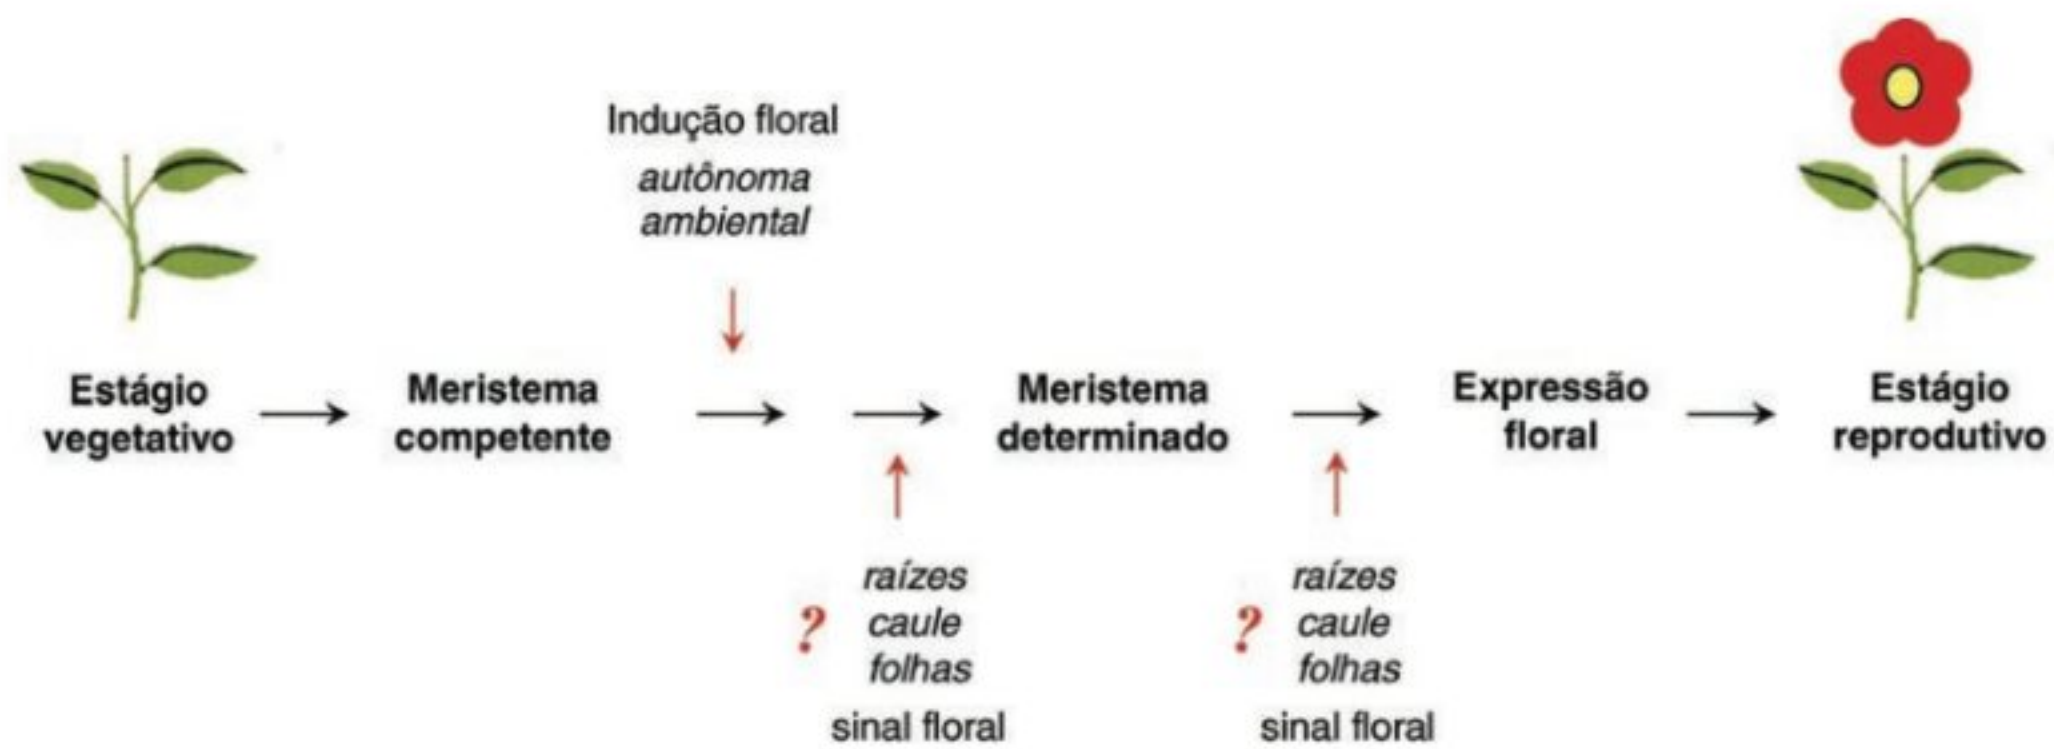 Indução floral
autônoma
ambiental
Estágio
vegetativo
Meristema
competente
Meristema
determinado
Expressão
floral
Estágio
reprodutivo
?
raízes
caule
folhas
sinal floral
?
raízes
caule
folhas
sinal floral